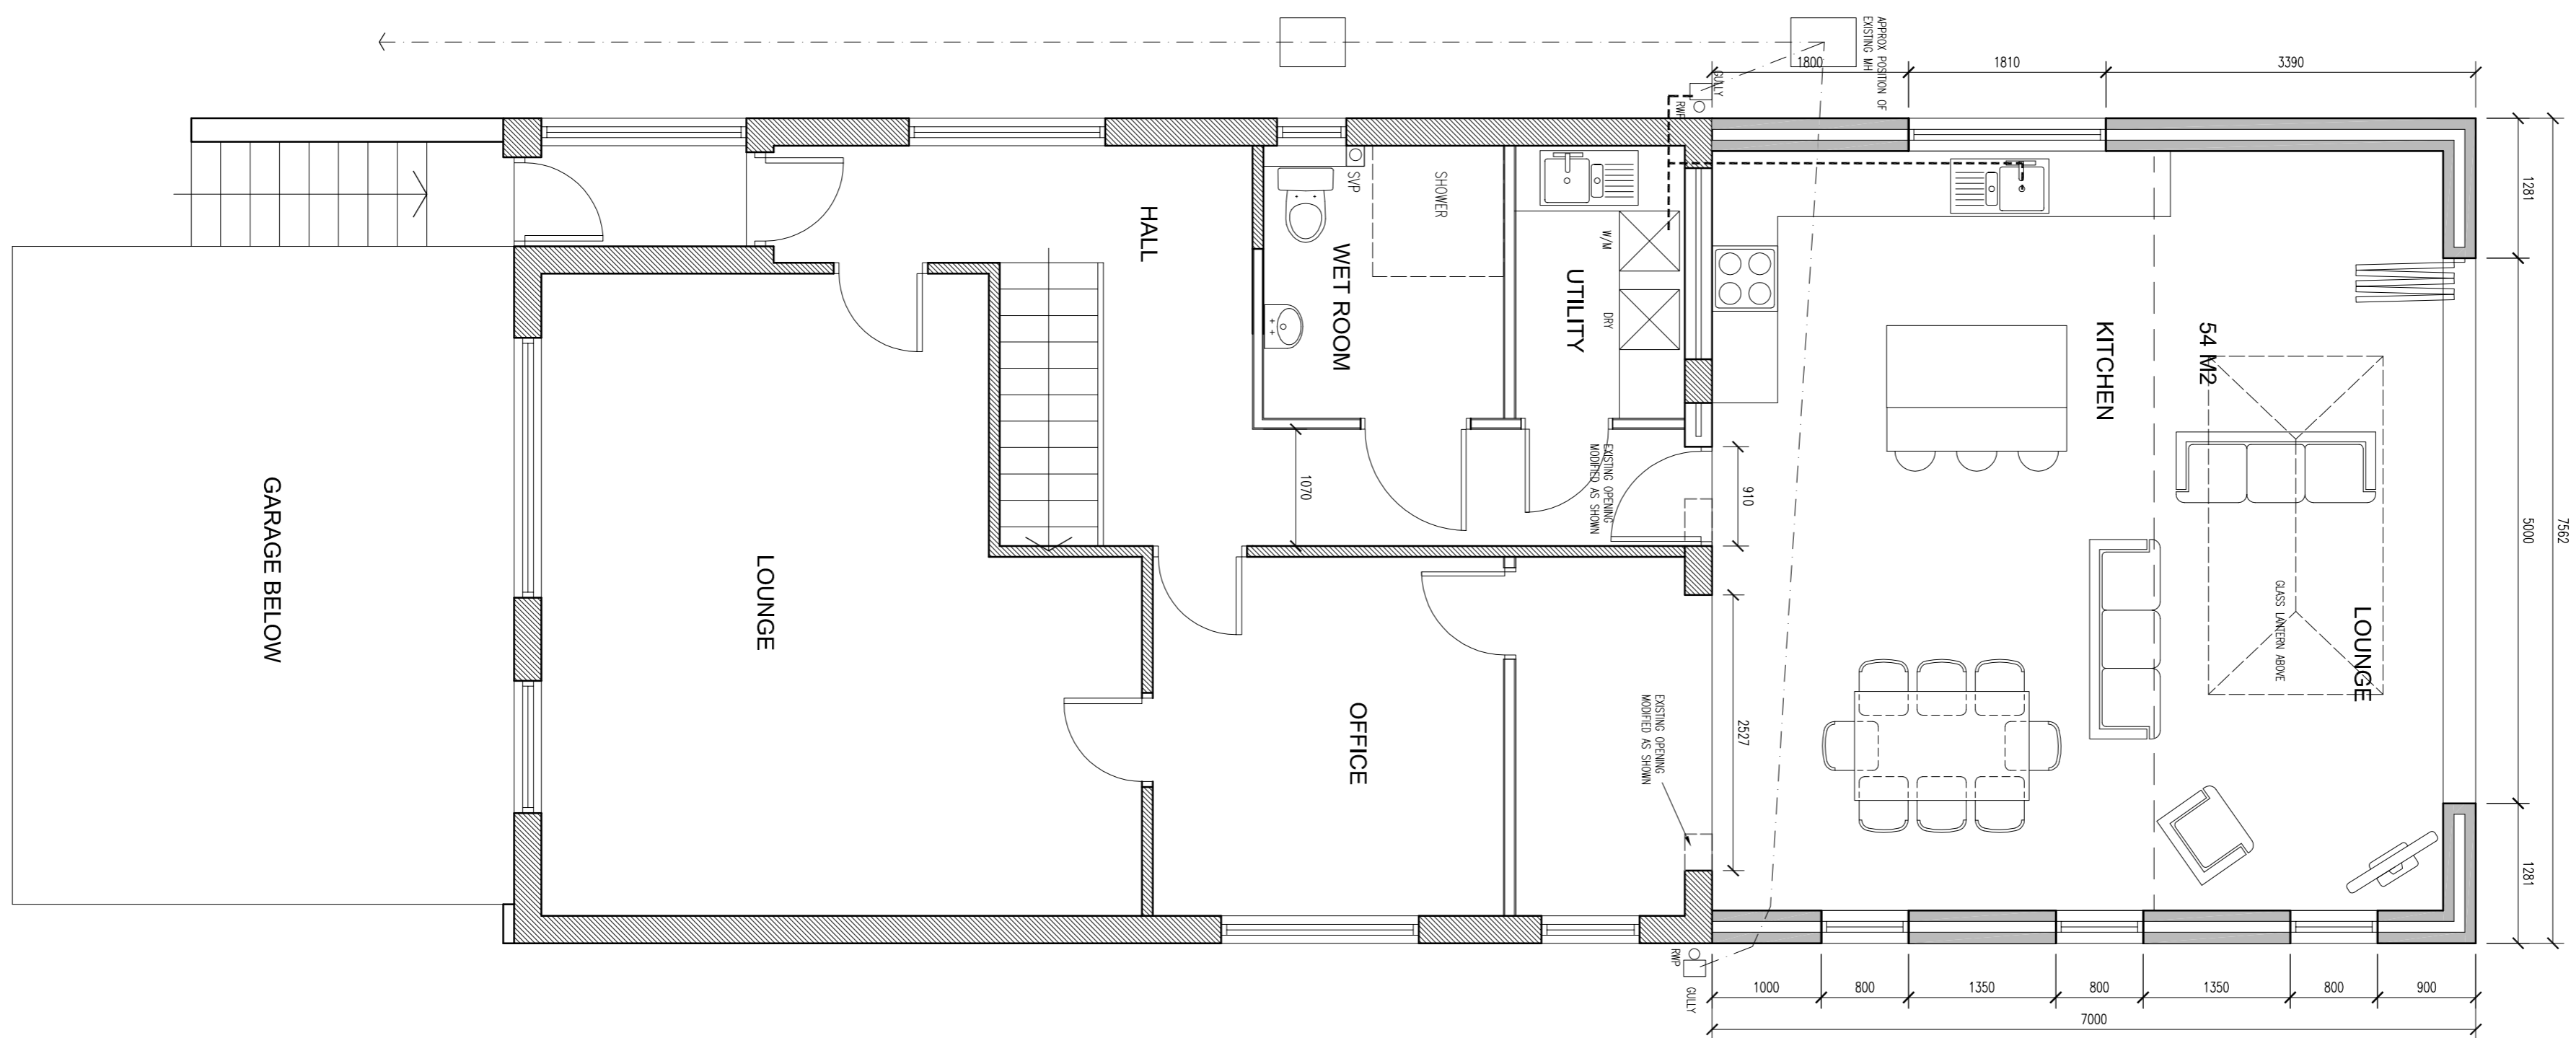 APPROX POSITION OF
EXISTING MH
1800
1810
3390
GULLY
RWP
1281
5000
7562
1281
HALL
SVP
SHOWER
WET ROOM
W/M
DRY
UTILITY
KITCHEN
54 M2
GLASS LANTERN ABOVE
LOUNGE
EXISTING OPENING
MODIFIED AS SHOWN
910
1070
2527
EXISTING OPENING
MODIFIED AS SHOWN
GARAGE BELOW
LOUNGE
OFFICE
RWP
GULLY
1000
800
1350
800
1350
800
900
7000